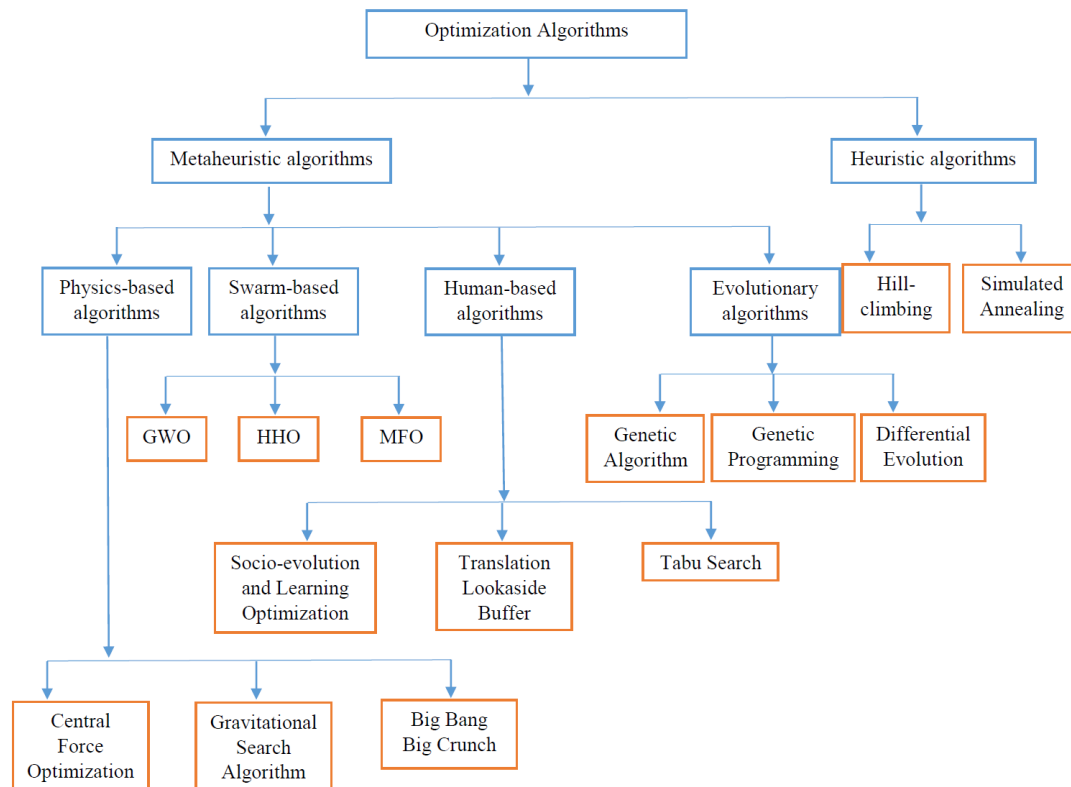 Optimization Algorithms
Metaheuristic algorithms
Heuristic algorithms
Physics-based
algorithms
Swarm-based
algorithms
Human-based
algorithms
Evolutionary
algorithms
Hill-
climbing
Simulated
Annealing
GWO
HHO
MFO
Genetic
Algorithm
Genetic
Programming
Differential
Evolution
Socio-evolution
and Learning
Optimization
Translation
Lookaside
Buffer
Tabu Search
Central
Force
Optimization
Gravitational
Search
Algorithm
Big Bang
Big Crunch